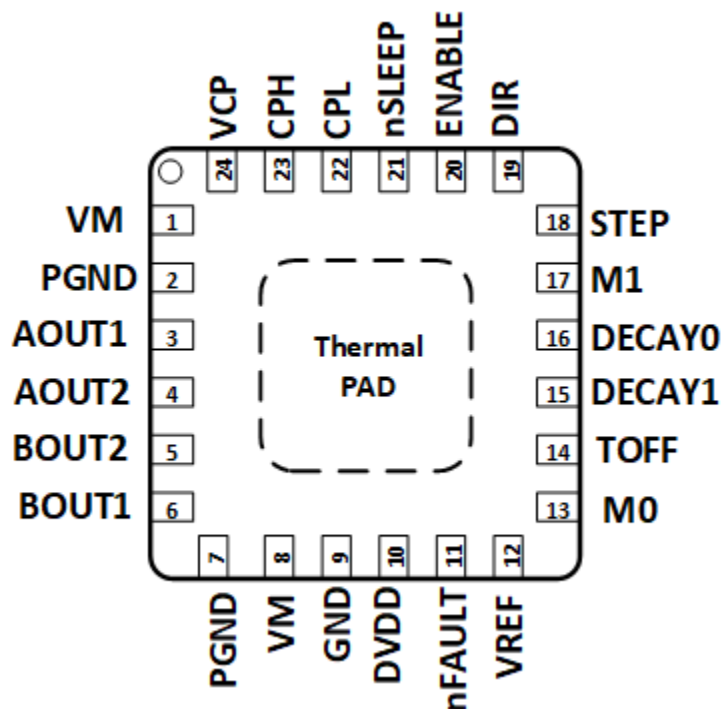 VCP
CPH
CPL
nSLEEP
ENABLE
DIR
24
23
22
21
20
19
VM 1
18 STEP
PGND 2
17 M1
AOUT1 3
16 DECAY0
AOUT2 4
15 DECAY1
BOUT2 5
14 TOFF
BOUT1 6
13 M0
Thermal
PAD
7
8
9
10
11
12
PGND
VM
GND
DVDD
nFAULT
VREF